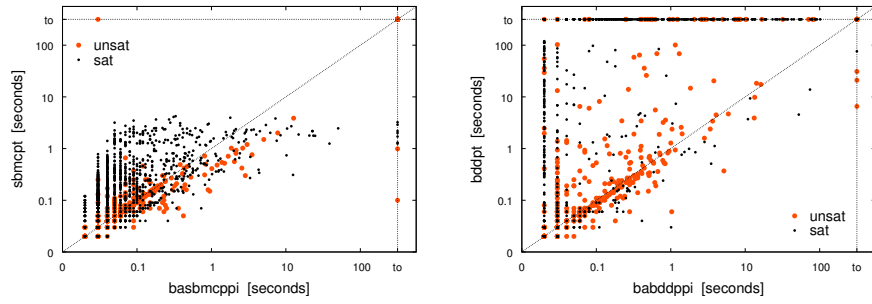 to
100
10
1
0.1
0
sbmcpt [seconds]
unsat
sat
0 0.1 1 10 100 to
basbmcppi [seconds]
to
100
10
1
0.1
0
bddpt [seconds]
unsat
sat
0 0.1 1 10 100 to
babddppi [seconds]